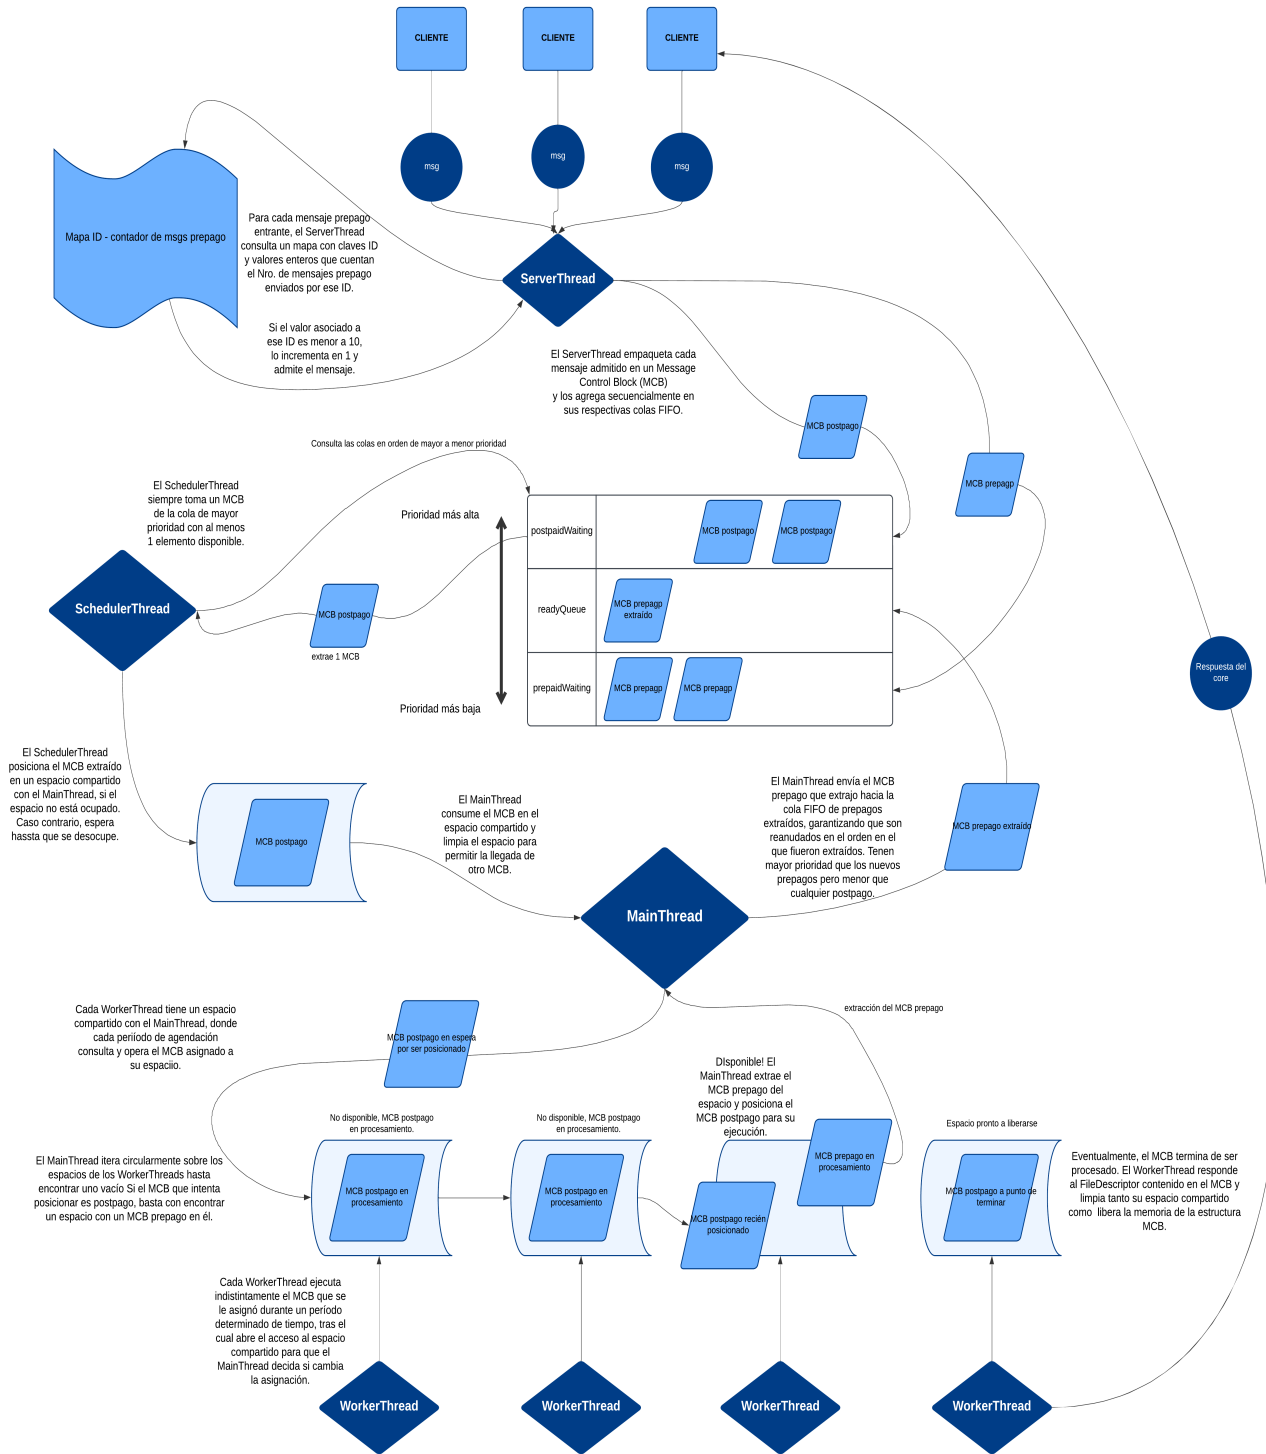 CLIENTE
CLIENTE
CLIENTE
msg
msg
msg
Mapa ID - contador de msgs prepago
Para cada mensaje prepago
entrante, el ServerThread
consulta un mapa con claves ID
y valores enteros que cuentan
el Nro. de mensajes prepago
enviados por ese ID.
ServerThread
Si el valor asociado a
ese ID es menor a 10,
lo incrementa en 1 y
admite el mensaje.
El ServerThread empaqueta cada
mensaje admitido en un Message
Control Block (MCB)
y los agrega secuencialmente en
sus respectivas colas FIFO.
MCB postpago
MCB prepagp
Consulta las colas en orden de mayor a menor prioridad
El SchedulerThread
siempre toma un MCB
de la cola de mayor
prioridad con al menos
1 elemento disponible.
Prioridad más alta
postpaidWaiting
MCB postpago
MCB postpago
SchedulerThread
MCB postpago
extrae 1 MCB
readyQueue
MCB prepagp
extraído
prepaidWaiting
MCB prepagp
MCB prepagp
Prioridad más baja
Respuesta del
core
El SchedulerThread
posiciona el MCB extraído
en un espacio compartido
con el MainThread, si el
espacio no está ocupado.
Caso contrario, espera
hassta que se desocupe.
MCB postpago
El MainThread
consume el MCB en el
espacio compartido y
limpia el espacio para
permitir la llegada de
otro MCB.
El MainThread envía el MCB
prepago que extrajo hacia la
cola FIFO de prepagos
extraídos, garantizando que son
reanudados en el orden en el
que fiueron extraídos. Tenen
mayor prioridad que los nuevos
prepagos pero menor que
cualquier postpago.
MCB prepago extraído
MainThread
Cada WorkerThread tiene un espacio
compartido con el MainThread, donde
cada periíodo de agendación
consulta y opera el MCB asignado a
su espaciio.
MCB postpago en espera
por ser posicionado
extracción del MCB prepago
DIsponible! El
MainThread extrae el
MCB prepago del
espacio y posiciona el
MCB postpago para su
ejecución.
No disponible, MCB postpago
en procesamiento.
No disponible, MCB postpago
en procesamiento.
Espacio pronto a liberarse
El MainThread itera circularmente sobre los
espacios de los WorkerThreads hasta
encontrar uno vacío Si el MCB que intenta
posicionar es postpago, basta con encontrar
un espacio con un MCB prepago en él.
MCB postpago en
procesamiento
MCB postpago en
procesamiento
MCB prepago en
procesamiento
MCB postpago recién
posicionado
MCB postpago a punto de
terminar
Eventualmente, el MCB termina de ser
procesado. El WorkerThread responde
al FileDescriptor contenido en el MCB y
limpia tanto su espacio compartido
como  libera la memoria de la estructura
MCB.
Cada WorkerThread ejecuta
indistintamente el MCB que se
le asignó durante un período
determinado de tiempo, tras el
cual abre el acceso al espacio
compartido para que el
MainThread decida si cambia
la asignación.
WorkerThread
WorkerThread
WorkerThread
WorkerThread